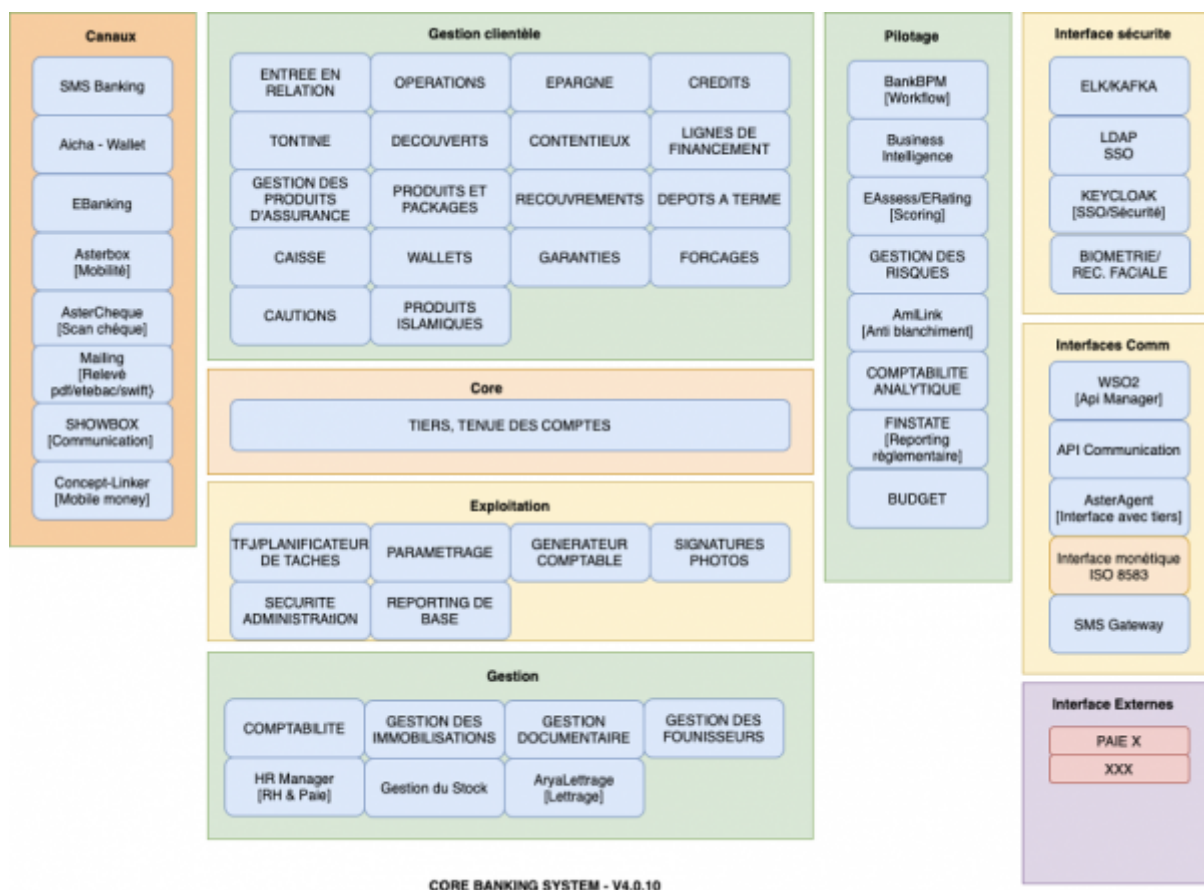 Canaux
SMS Banking
Aicha - Wallet
EBanking
Asterbox
[Mobilité]
AsterCheque
[Scan chéque]
Mailing
[Relevé
pdf/etebac/swift}
SHOWBOX
[Communication]
Concept-Linker
[Mobile money]
Gestion clientèle
ENTREE EN
RELATION
OPERATIONS
EPARGNE
CREDITS
TONTINE
DECOUVERTS
CONTENTIEUX
LIGNES DE
FINANCEMENT
GESTION DES
PRODUITS
D'ASSURANCE
PRODUITS ET
PACKAGES
RECOUVREMENTS
DEPOTS A TERME
CAISSE
WALLETS
GARANTIES
FORCAGES
CAUTIONS
PRODUITS
ISLAMIQUES
Core
TIERS, TENUE DES COMPTES
Exploitation
TFJ/PLANIFICATEUR
DE TACHES
PARAMETRAGE
GENERATEUR
COMPTABLE
SIGNATURES
PHOTOS
SECURITE
ADMINISTRAtION
REPORTING DE
BASE
Gestion
COMPTABILITE
GESTION DES
IMMOBILISATIONS
GESTION
DOCUMENTAIRE
GESTION DES
FOUNISSEURS
HR Manager
[RH & Paie]
Gestion du Stock
AryaLettrage
[Lettrage]
Pilotage
BankBPM
[Workflow]
Business
Intelligence
EAssess/ERating
[Scoring]
GESTION DES
RISQUES
AmlLink
[Anti blanchiment]
COMPTABILITE
ANALYTIQUE
FINSTATE
[Reporting
règlementaire]
BUDGET
Interface sécurite
ELK/KAFKA
LDAP
SSO
KEYCLOAK
[SSO/Sécurité]
BIOMETRIE/
REC. FACIALE
Interfaces Comm
WSO2
[Api Manager]
API Communication
AsterAgent
[Interface avec tiers]
Interface monétique
ISO 8583
SMS Gateway
Interface Externes
PAIE X
XXX
CORE BANKING SYSTEM - V4.0.10